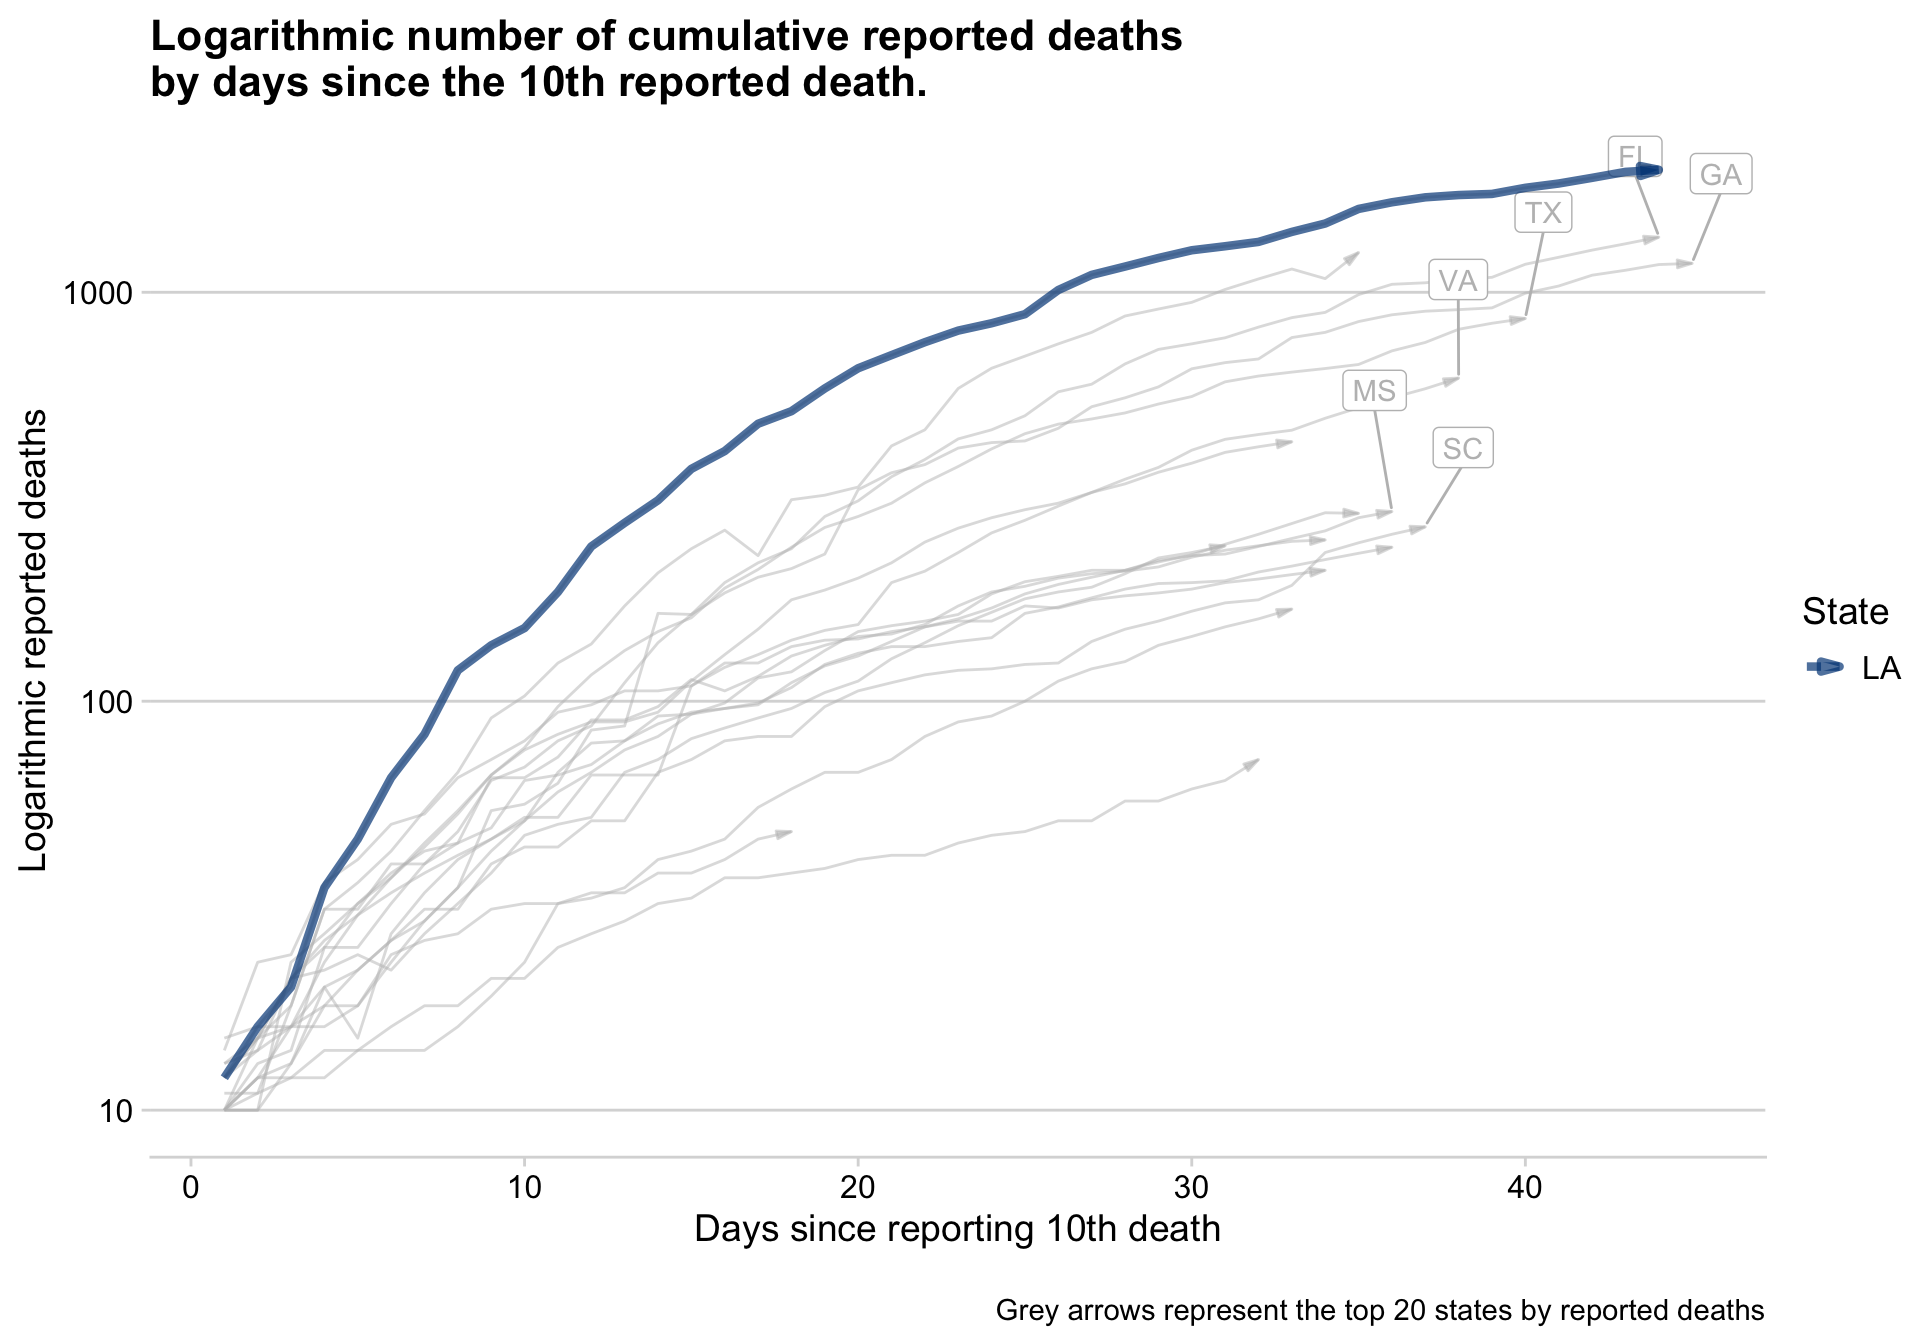 Logarithmic number of cumulative reported deaths
by days since the 10th reported death.
FL
GA
TX
VA
MS
SC
1000
100
10
Logarithmic reported deaths
0 10 20 30 40
Days since reporting 10th death
State
LA
Grey arrows represent the top 20 states by reported deaths